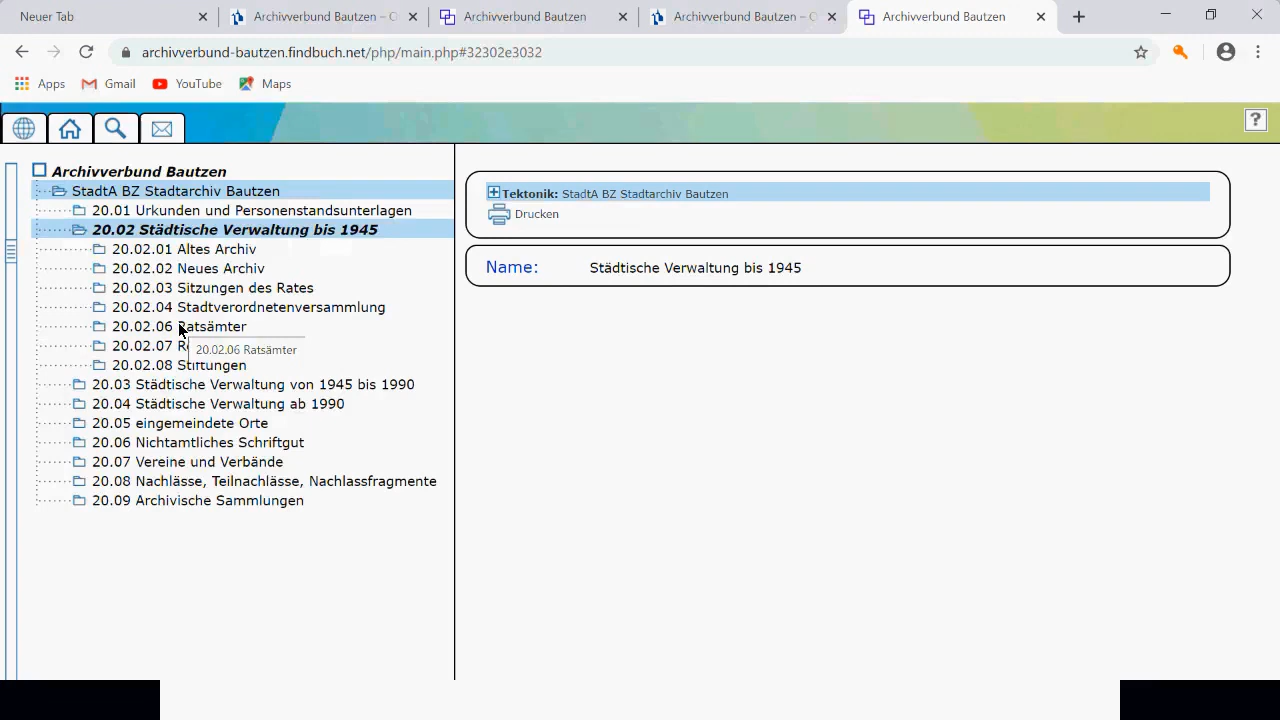 Neuer Tab
Archivverbund Bautzen – O
Archivverbund Bautzen
Archivverbund Bautzen – O
Archivverbund Bautzen
archivverbund-bautzen.findbuch.net/php/main.php#32302e3032
Apps
Gmail
YouTube
Maps
?
Archivverbund Bautzen
StadtA BZ Stadtarchiv Bautzen
20.01 Urkunden und Personenstandsunterlagen
20.02 Städtische Verwaltung bis 1945
20.02.01 Altes Archiv
20.02.02 Neues Archiv
20.02.03 Sitzungen des Rates
20.02.04 Stadtverordnetenversammlung
20.02.06 Ratsämter
20.02.07
20.02.06 Ratsämter
20.02.08 Stiftungen
20.03 Städtische Verwaltung von 1945 bis 1990
20.04 Städtische Verwaltung ab 1990
20.05 eingemeindete Orte
20.06 Nichtamtliches Schriftgut
20.07 Vereine und Verbände
20.08 Nachlässe, Teilnachlässe, Nachlassfragmente
20.09 Archivische Sammlungen
Tektonik: StadtA BZ Stadtarchiv Bautzen
Drucken
Name: Städtische Verwaltung bis 1945